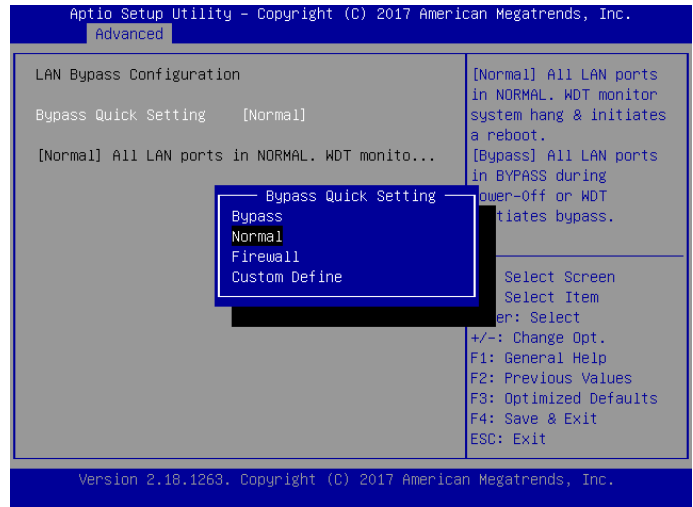 Aptio Setup Utility – Copyright (C) 2017 American Megatrends, Inc.
Advanced
LAN Bypass Configuration
Bypass Quick Setting [Normal]
[Normal] All LAN ports in NORMAL. WDT monito...
Bypass Quick Setting
Bypass
Normal
Firewall
Custom Define
[Normal] All LAN ports
in NORMAL. WDT monitor
system hang & initiates
a reboot.
[Bypass] All LAN ports
in BYPASS during
-Off or WDT
bypass.
Select Screen
Select Item
: Select
+/-: Change Opt.
F1: General Help
F2: Previous Values
F3: Optimized Defaults
F4: Save & Exit
ESC: Exit
Version 2.18.1263. Copyright (C) 2017 American Megatrends, Inc.